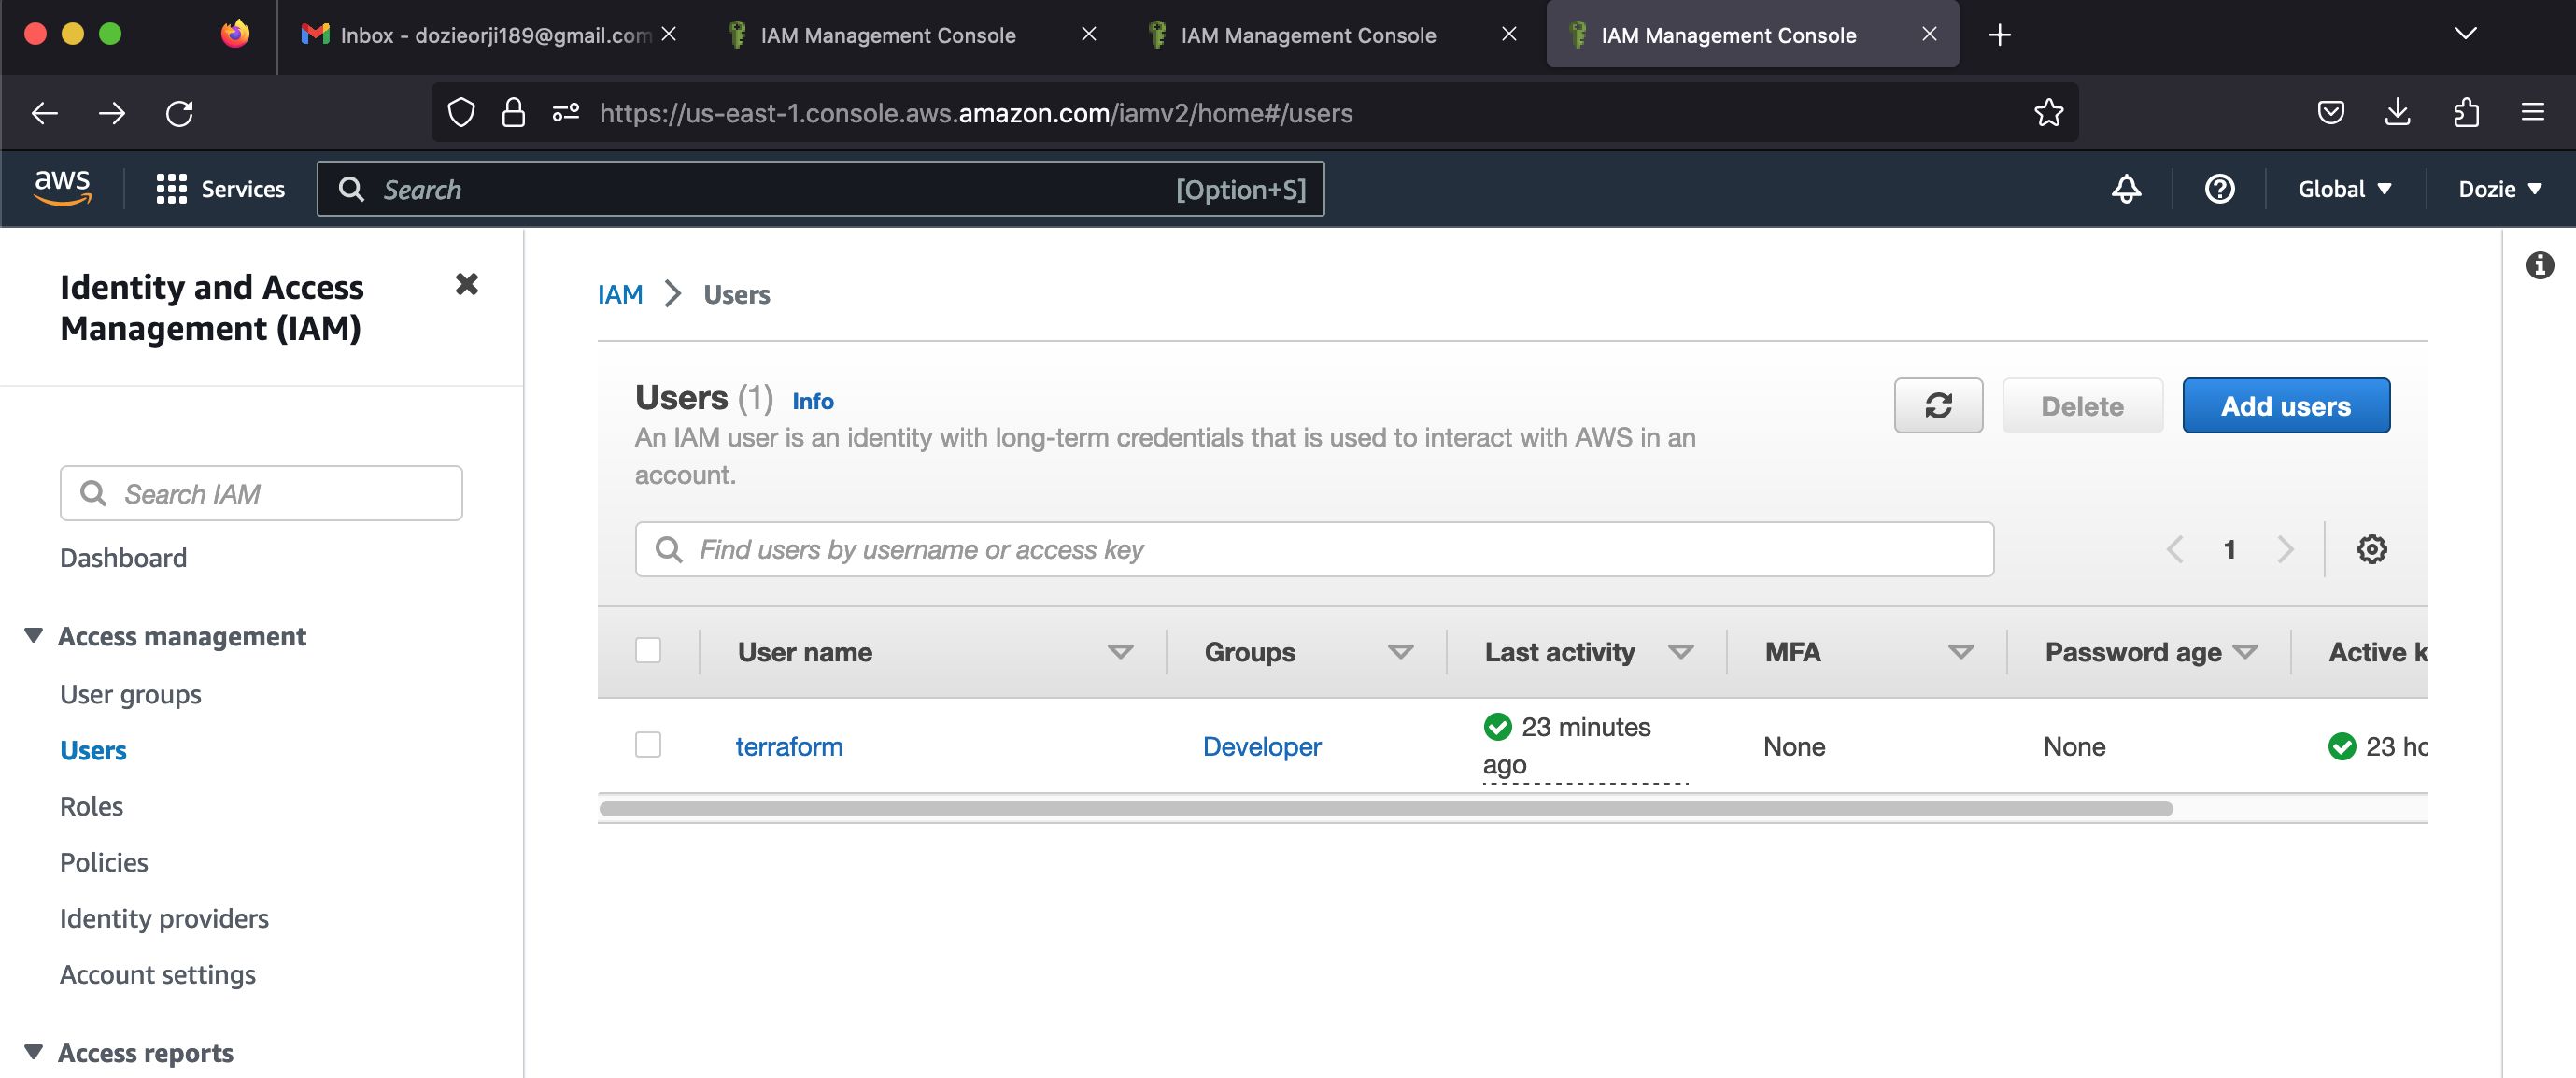 Inbox - dozieorji189@gmail.com
IAM Management Console
IAM Management Console
IAM Management Console
https://us-east-1.console.aws.amazon.com/iamv2/home#/users
aws
Services
Search
[Option+S]
Global
Dozie
Identity and Access
Management (IAM)
Search IAM
Dashboard
Access management
User groups
Users
Roles
Policies
Identity providers
Account settings
Access reports
IAM
Users
Users (1) Info
An IAM user is an identity with long-term credentials that is used to interact with AWS in an
account.
Delete
Add users
Find users by username or access key
1
User name
Groups
Last activity
MFA
Password age
Active k
terraform
Developer
23 minutes
ago
None
None
23 ho